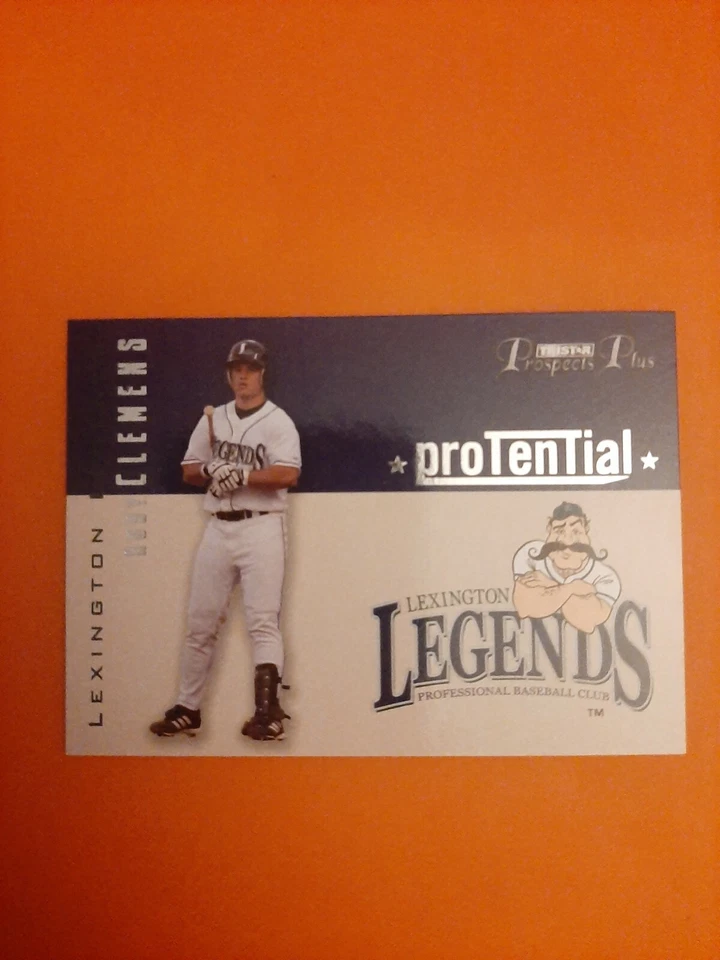 TRISTAR
Prospects Plus
★ proTenTial ★
CLEMENS
LEXINGTON
LEGENDS
LEXINGTON
LEGENDS
PROFESSIONAL BASEBALL CLUB
TM